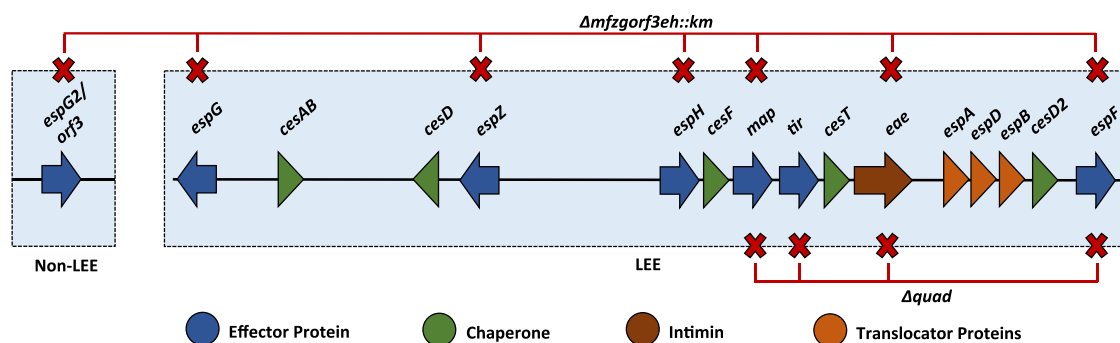 Δmfzgorf3eh::km
espG2/
orf3
espG
cesAB
cesD
espZ
espH
cesF
map
tir
cesT
eae
espA
espD
espB
cesD2
espF
Non-LEE
LEE
Δquad
Effector Protein
Chaperone
Intimin
Translocator Proteins